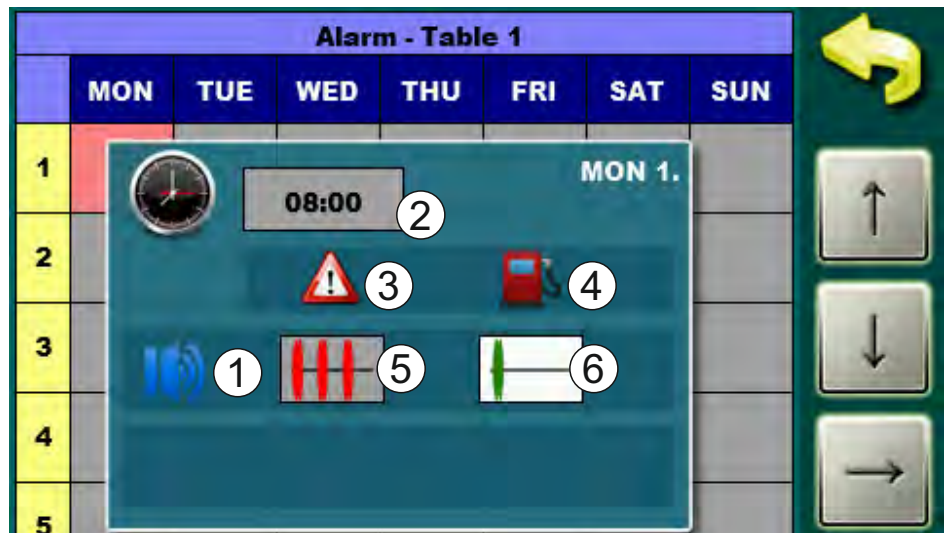 Alarm - Table 1
MON TUE WED THU FRI SAT SUN
1 MON 1.
08:00 2
2 3 4
3 1 5 6
4
5